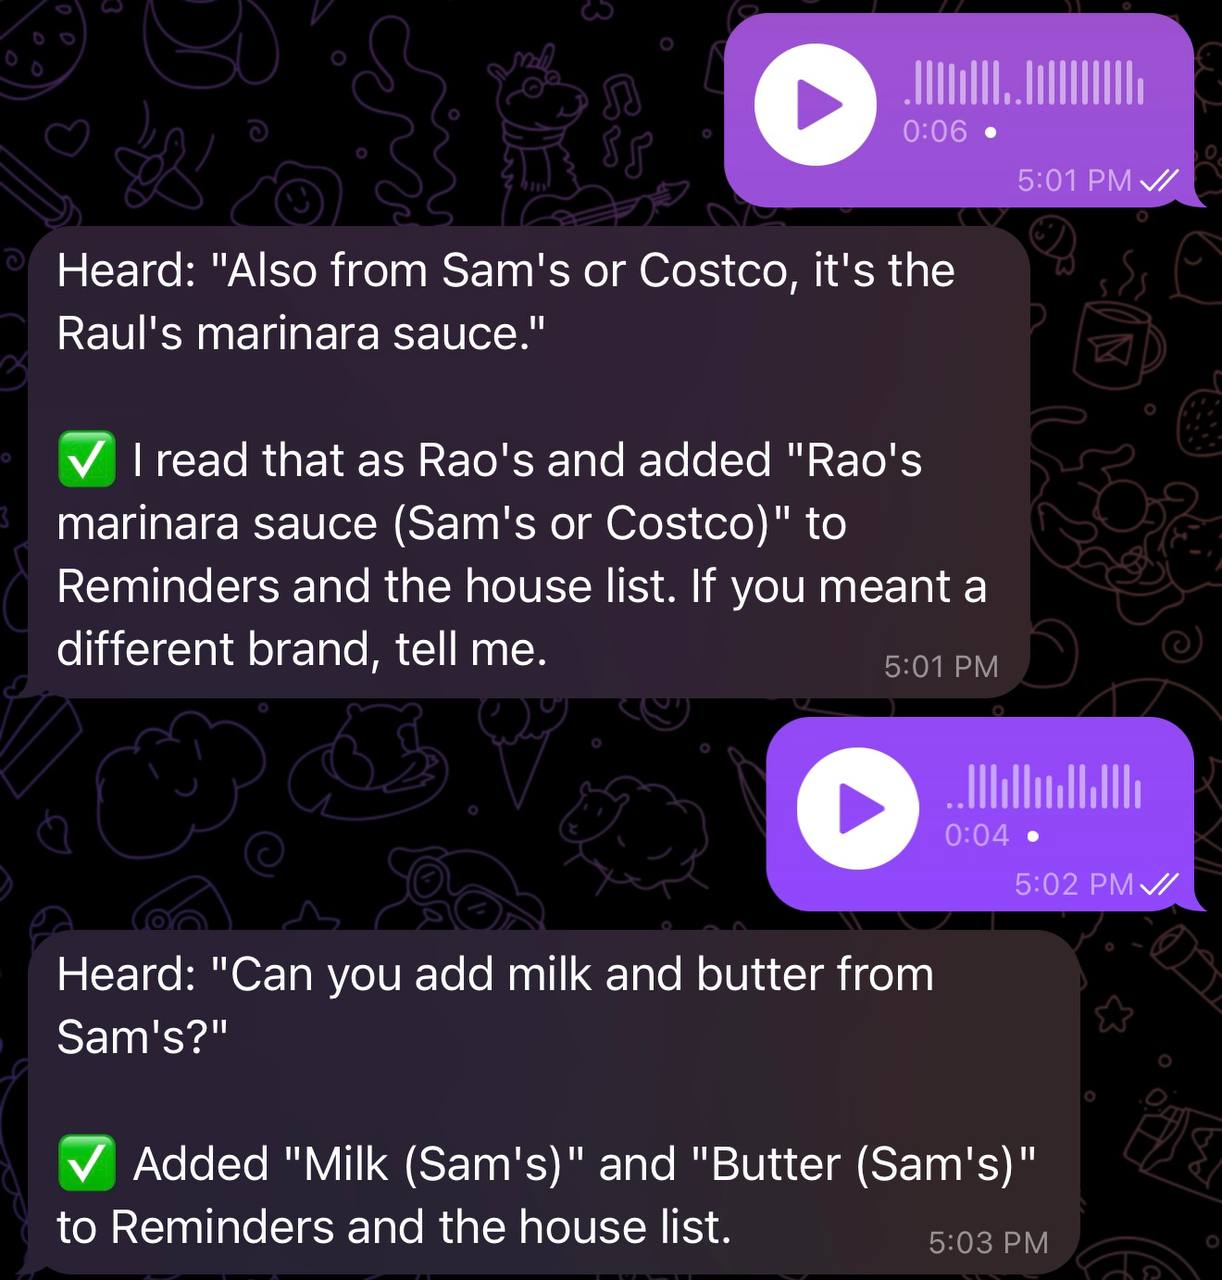 0:06
5:01 PM
Heard: "Also from Sam's or Costco, it's the
Raul's marinara sauce."
✅ I read that as Rao's and added "Rao's
marinara sauce (Sam's or Costco)" to
Reminders and the house list. If you meant a
different brand, tell me.
5:01 PM
0:04
5:02 PM
Heard: "Can you add milk and butter from
Sam's?"
✅ Added "Milk (Sam's)" and "Butter (Sam's)"
to Reminders and the house list.
5:03 PM